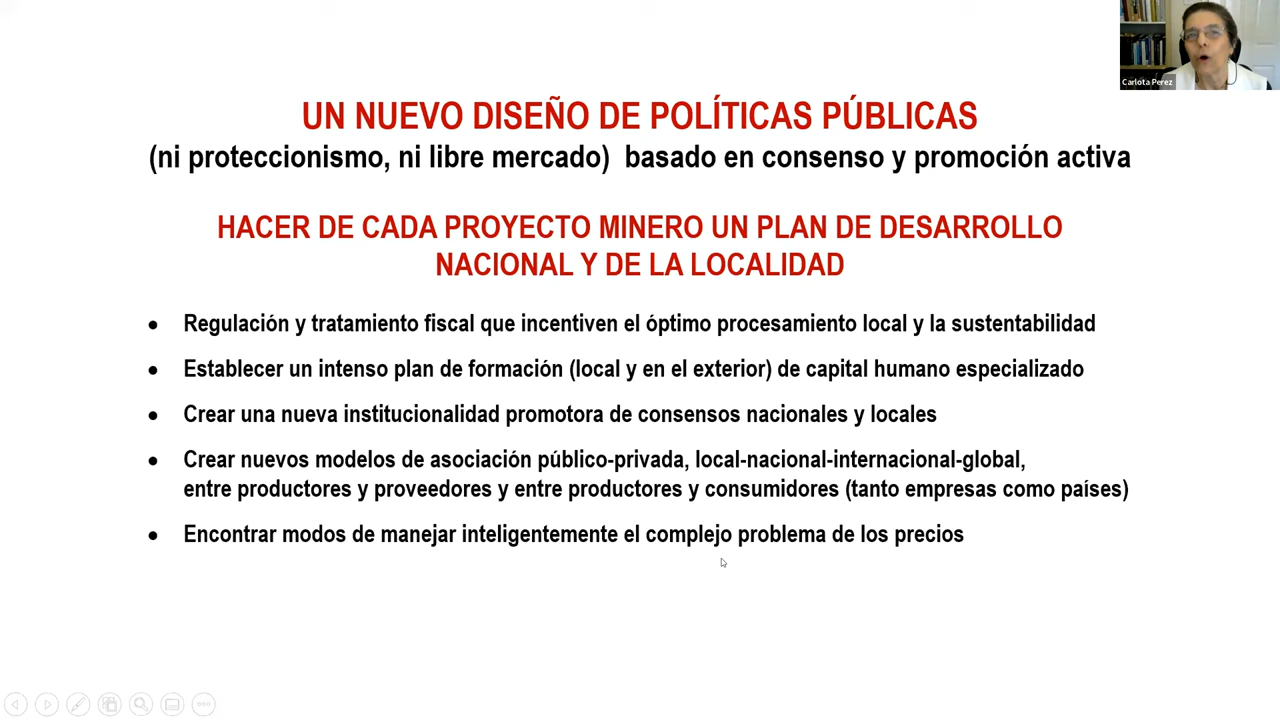 Carlota Perez
UN NUEVO DISEÑO DE POLÍTICAS PÚBLICAS
(ni proteccionismo, ni libre mercado) basado en consenso y promoción activa
HACER DE CADA PROYECTO MINERO UN PLAN DE DESARROLLO
NACIONAL Y DE LA LOCALIDAD
• Regulación y tratamiento fiscal que incentiven el óptimo procesamiento local y la sustentabilidad
• Establecer un intenso plan de formación (local y en el exterior) de capital humano especializado
• Crear una nueva institucionalidad promotora de consensos nacionales y locales
• Crear nuevos modelos de asociación público-privada, local-nacional-internacional-global,
entre productores y proveedores y entre productores y consumidores (tanto empresas como países)
• Encontrar modos de manejar inteligentemente el complejo problema de los precios